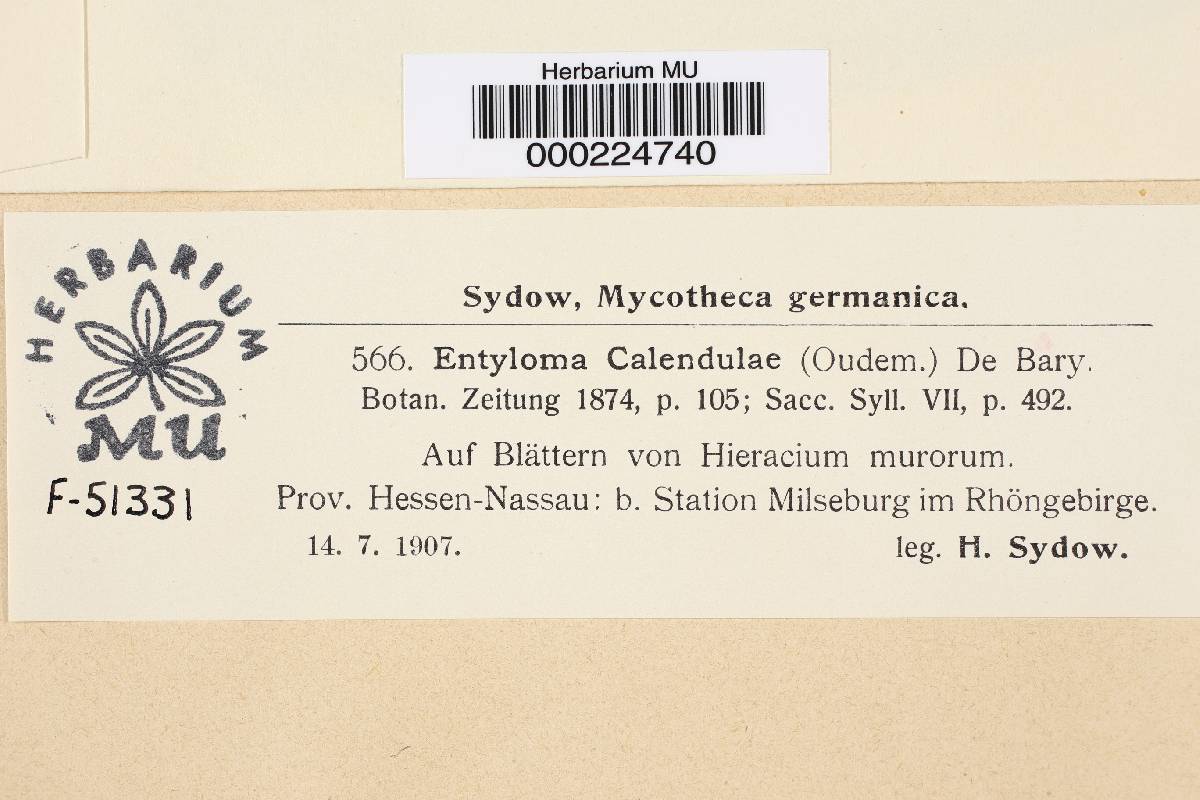 Herbarium MU
000224740
HERBARIUM
MU
F-51331
Sydow, Mycotheca germanica.
566. Entyloma Calendulae (Oudem.) De Bary.
Botan. Zeitung 1874, p. 105; Sacc. Syll. VII, p. 492.
Auf Blättern von Hieracium murorum.
Prov. Hessen-Nassau: b. Station Milseburg im Rhöngebirge.
14. 7. 1907. leg. H. Sydow.